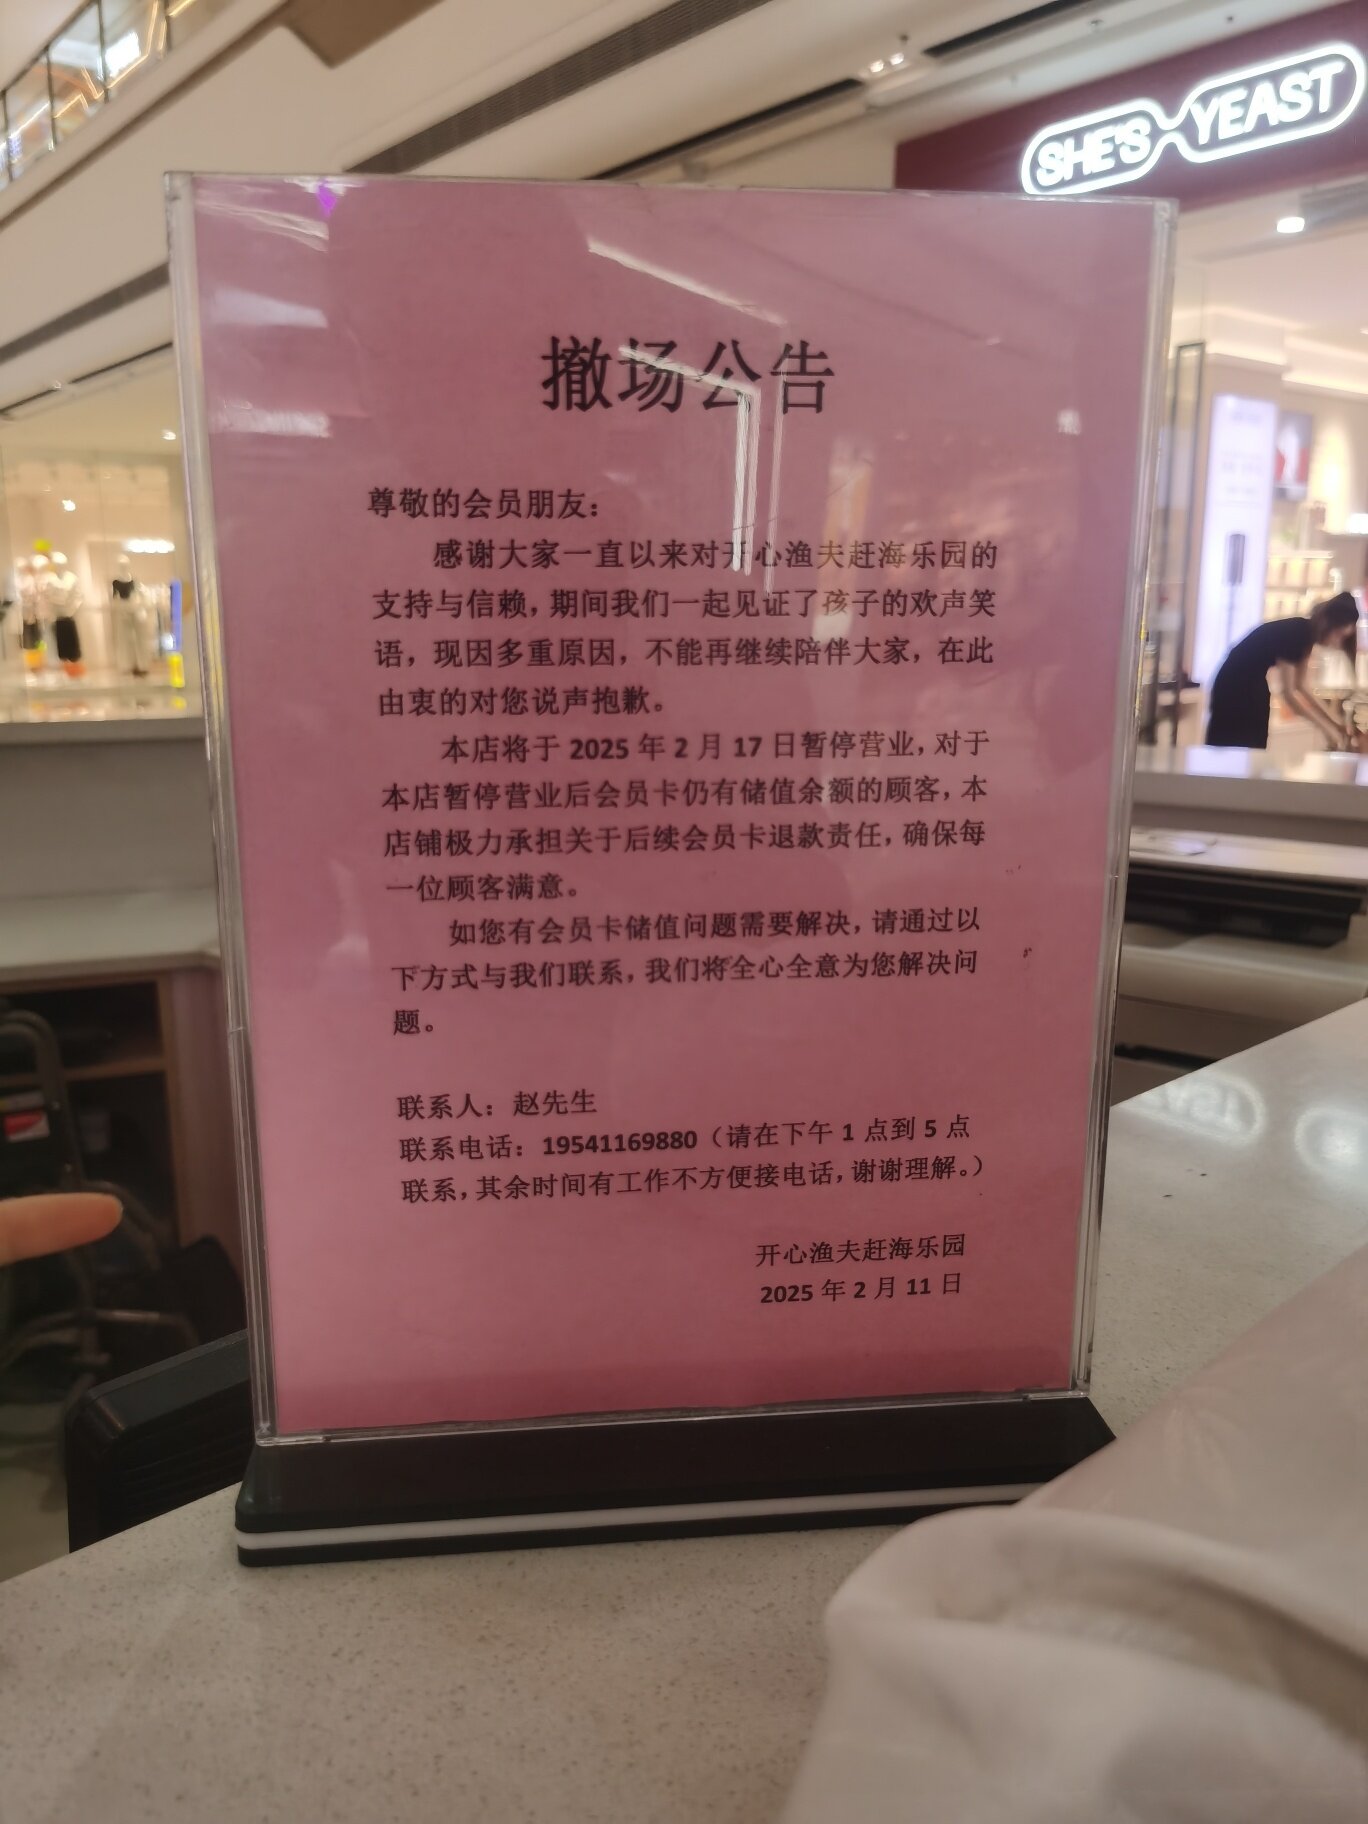 SHE'S YEAST
撤场公告
尊敬的会员朋友：
感谢大家一直以来对开心渔夫赶海乐园的
支持与信赖，期间我们一起见证了孩子的欢声笑
语，现因多重原因，不能再继续陪伴大家，在此
由衷的对您说声抱歉。
本店将于 2025 年 2 月 17 日暂停营业，对于
本店暂停营业后会员卡仍有储值余额的顾客，本
店铺极力承担关于后续会员卡退款责任，确保每
一位顾客满意。
如您有会员卡储值问题需要解决，请通过以
下方式与我们联系，我们将全心全意为您解决问
题。
联系人：赵先生
联系电话：19541169880（请在下午 1 点到 5 点
联系，其余时间有工作不方便接电话，谢谢理解。）
开心渔夫赶海乐园
2025 年 2 月 11 日